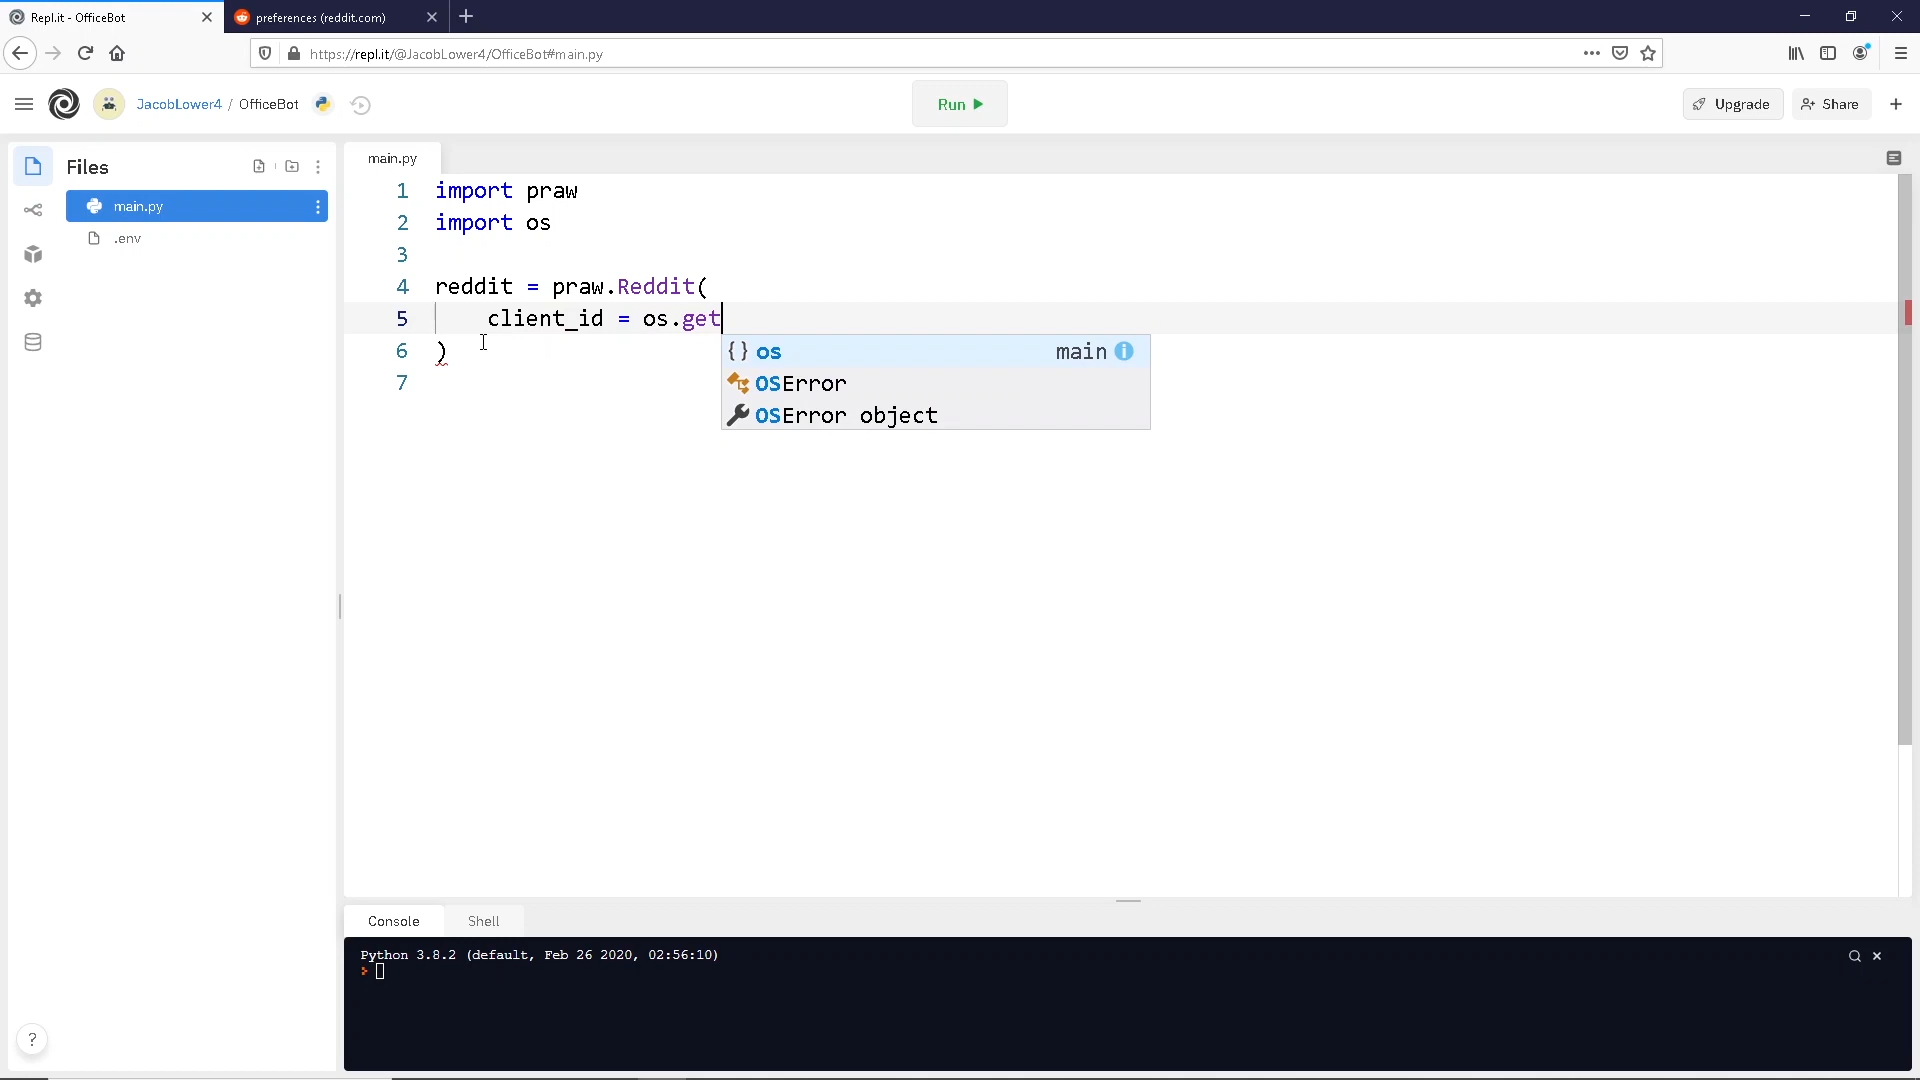 Repl.it - OfficeBot
preferences (reddit.com)
https://repl.it/@JacobLower4/OfficeBot#main.py
JacobLower4 / OfficeBot
Run
Upgrade
Share
Files
main.py
.env
main.py
1 import praw
2 import os
3
4 reddit = praw.Reddit(
5 client_id = os.get
6 )
7
os main
OSError
OSError object
Console
Shell
Python 3.8.2 (default, Feb 26 2020, 02:56:10)
?